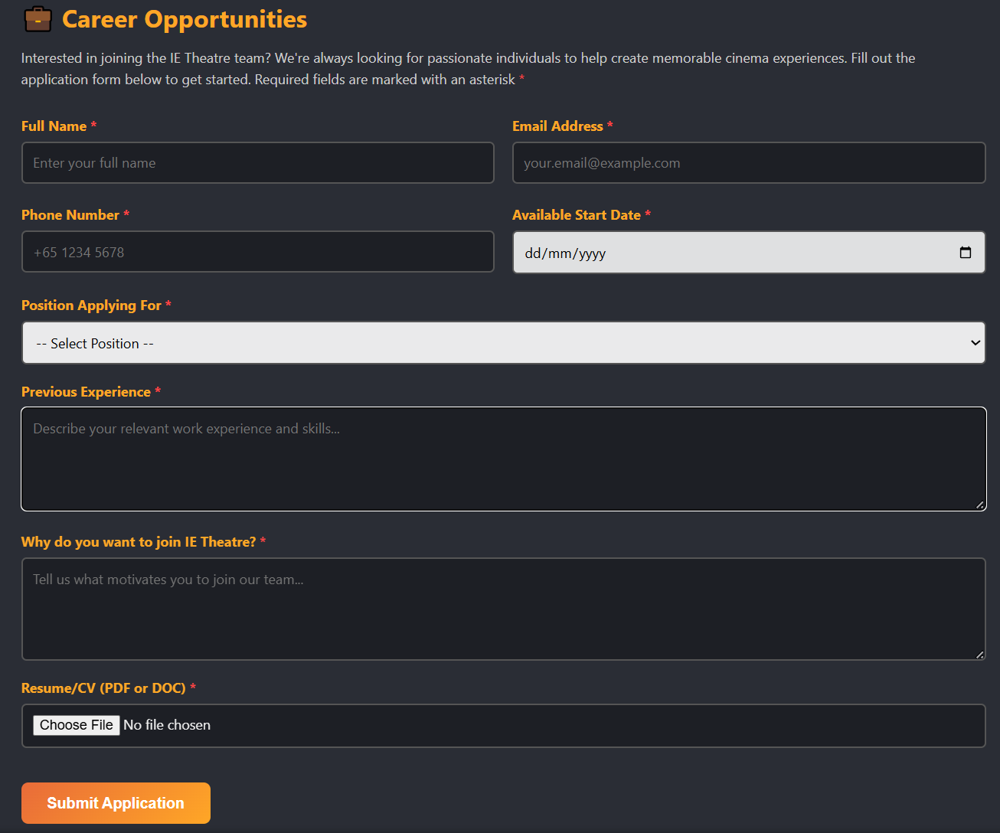 Career Opportunities
Interested in joining the IE Theatre team? We're always looking for passionate individuals to help create memorable cinema experiences. Fill out the
application form below to get started. Required fields are marked with an asterisk *
Full Name *
Enter your full name
Email Address *
your.email@example.com
Phone Number *
+65 1234 5678
Available Start Date *
dd/mm/yyyy
Position Applying For *
-- Select Position --
Previous Experience *
Describe your relevant work experience and skills...
Why do you want to join IE Theatre? *
Tell us what motivates you to join our team...
Resume/CV (PDF or DOC) *
Choose File No file chosen
Submit Application